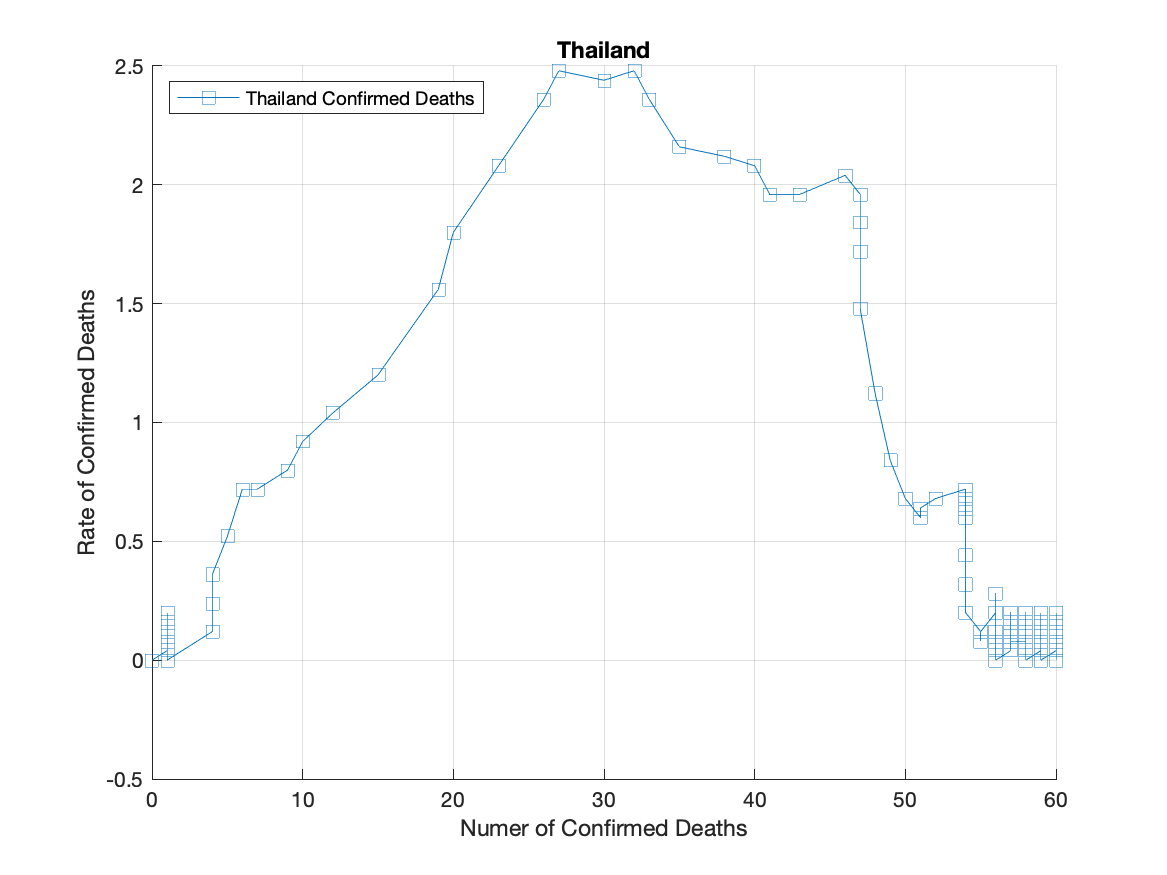 Thailand
Thailand Confirmed Deaths
2.5
2
1.5
1
0.5
0
-0.5
Rate of Confirmed Deaths
0 10 20 30 40 50 60
Numer of Confirmed Deaths